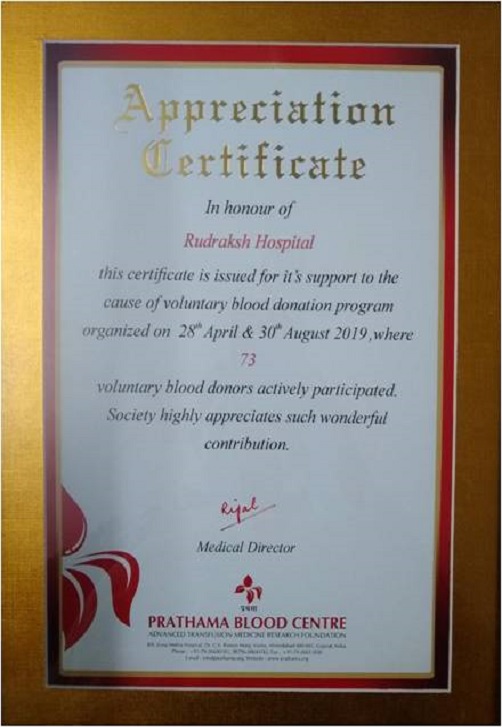 Appreciation
Certificate
In honour of
Rudraksh Hospital
this certificate is issued for it's support to the
cause of voluntary blood donation program
organized on 28th April & 30th August 2019 ,where
73
voluntary blood donors actively participated.
Society highly appreciates such wonderful
contribution.
Rijal
Medical Director
પ્રથમા
PRATHAMA BLOOD CENTRE
ADVANCED TRANSFUSION MEDICINE RESEARCH FOUNDATION